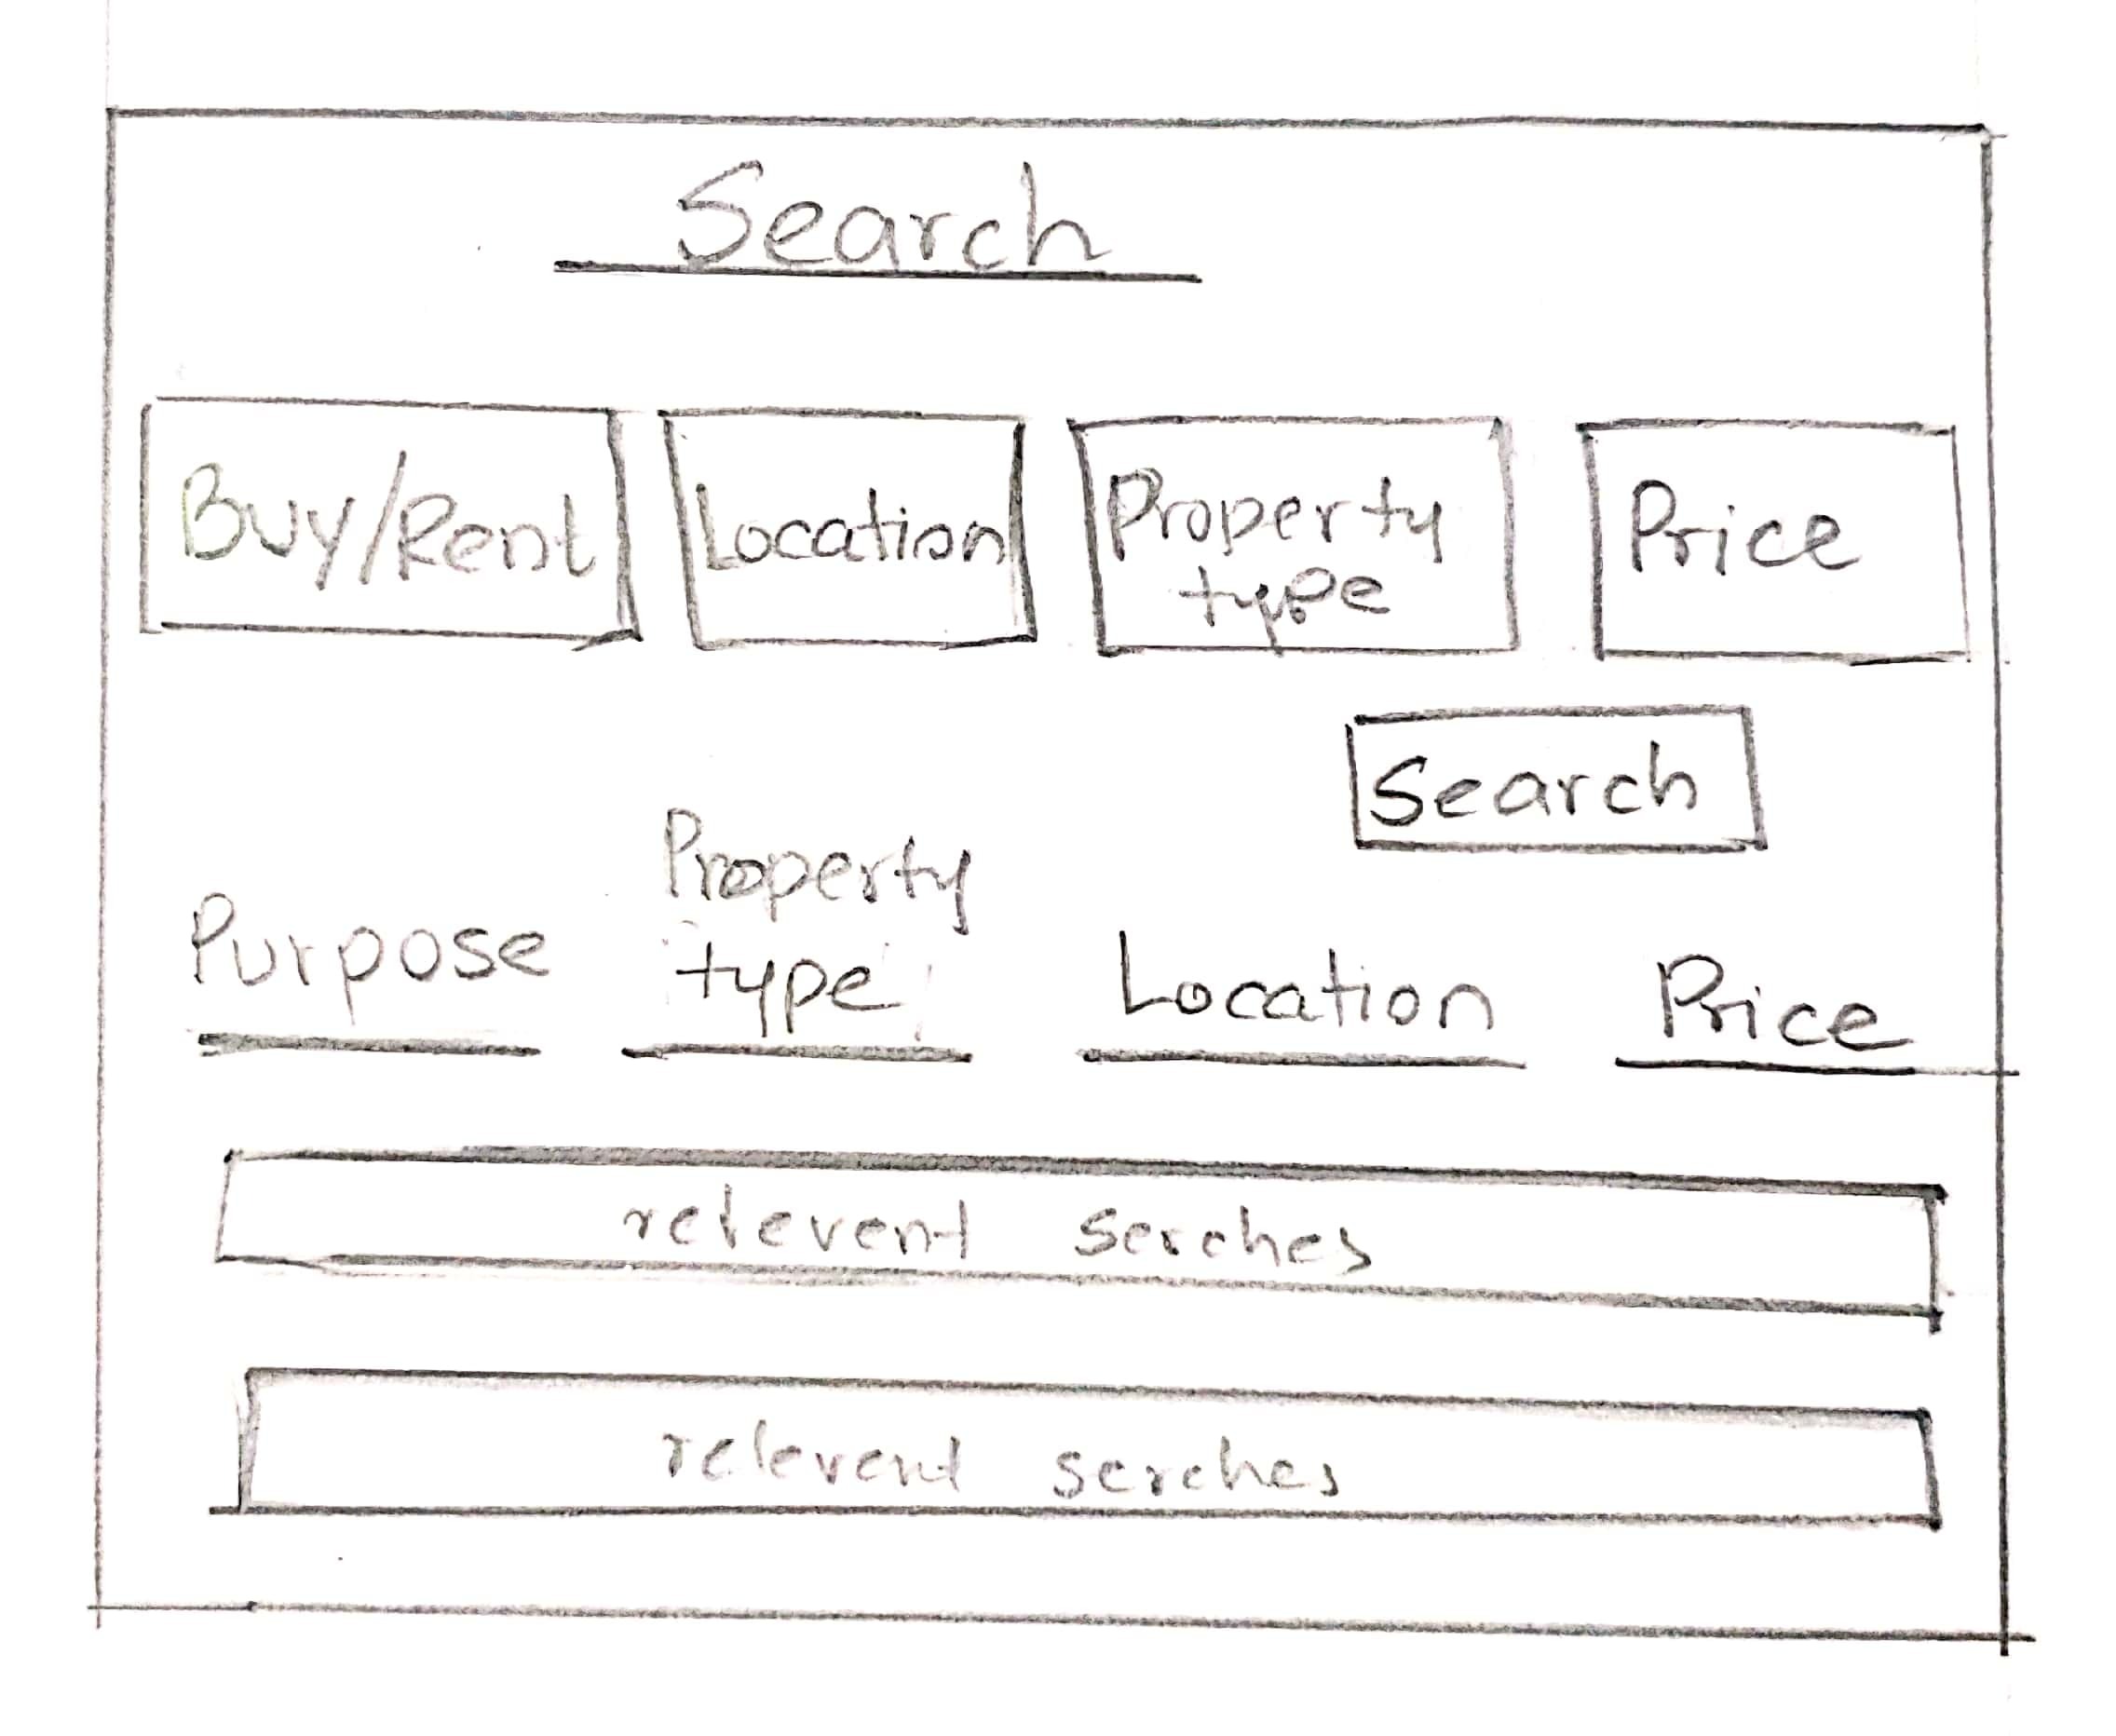 Search
Buy/Rent
Location
Property
type
Price
Search
Purpose
Property
type
Location
Price
relevent serches
relevent serches